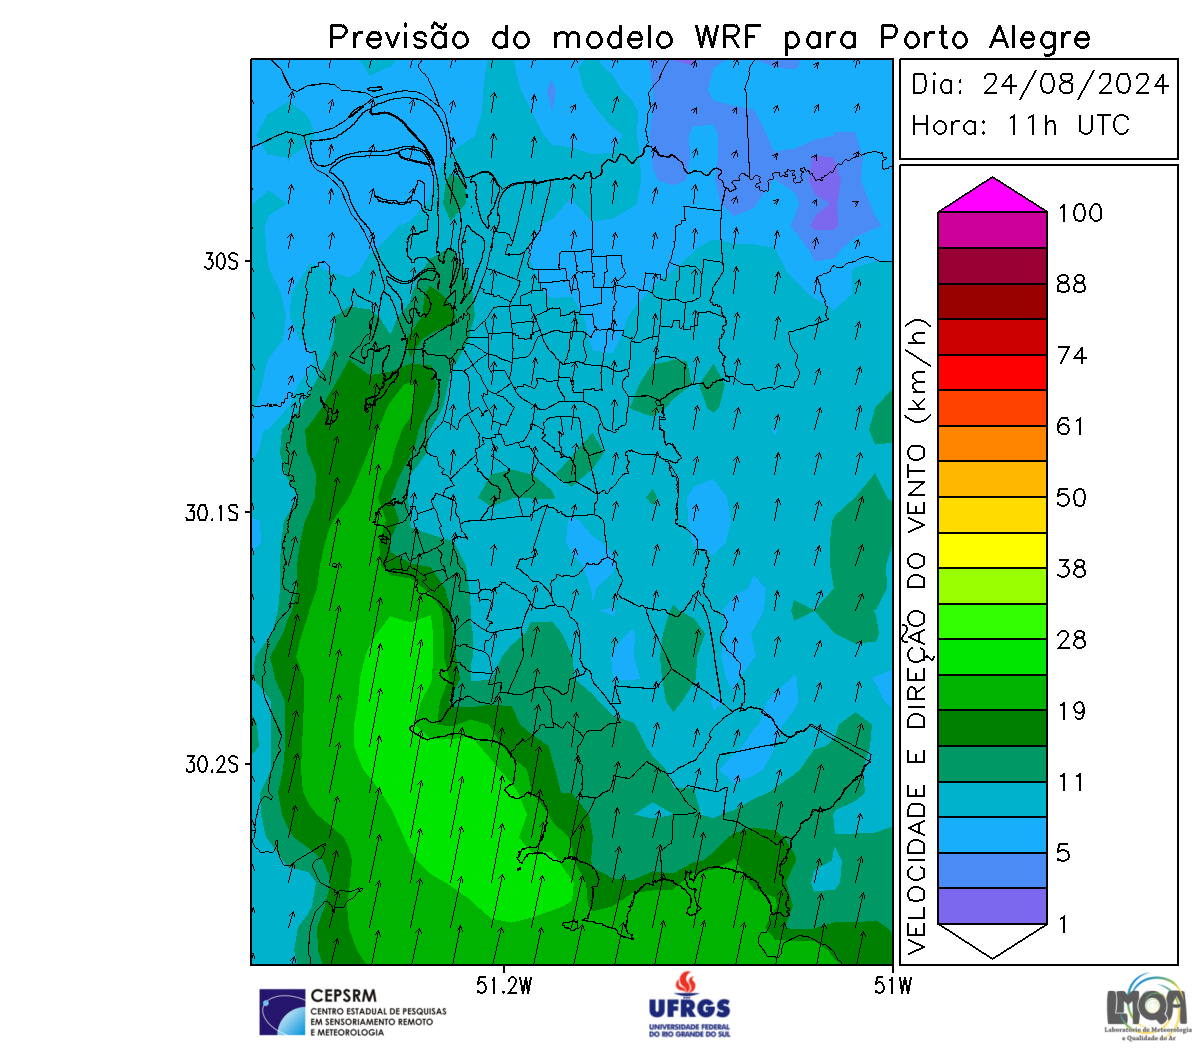 Previsão do modelo WRF para Porto Alegre
Dia: 24/08/2024
Hora: 11h UTC
30S
30.1S
30.2S
51.2W
51W
VELOCIDADE E DIREÇÃO DO VENTO (km/h)
100
88
74
61
50
38
28
19
11
5
1
CEPSRM
CENTRO ESTADUAL DE PESQUISAS
EM SENSORIAMENTO REMOTO
E METEOROLOGIA
UFRGS
UNIVERSIDADE FEDERAL
DO RIO GRANDE DO SUL
LMQA
Laboratório de Meteorologia
e Qualidade do Ar